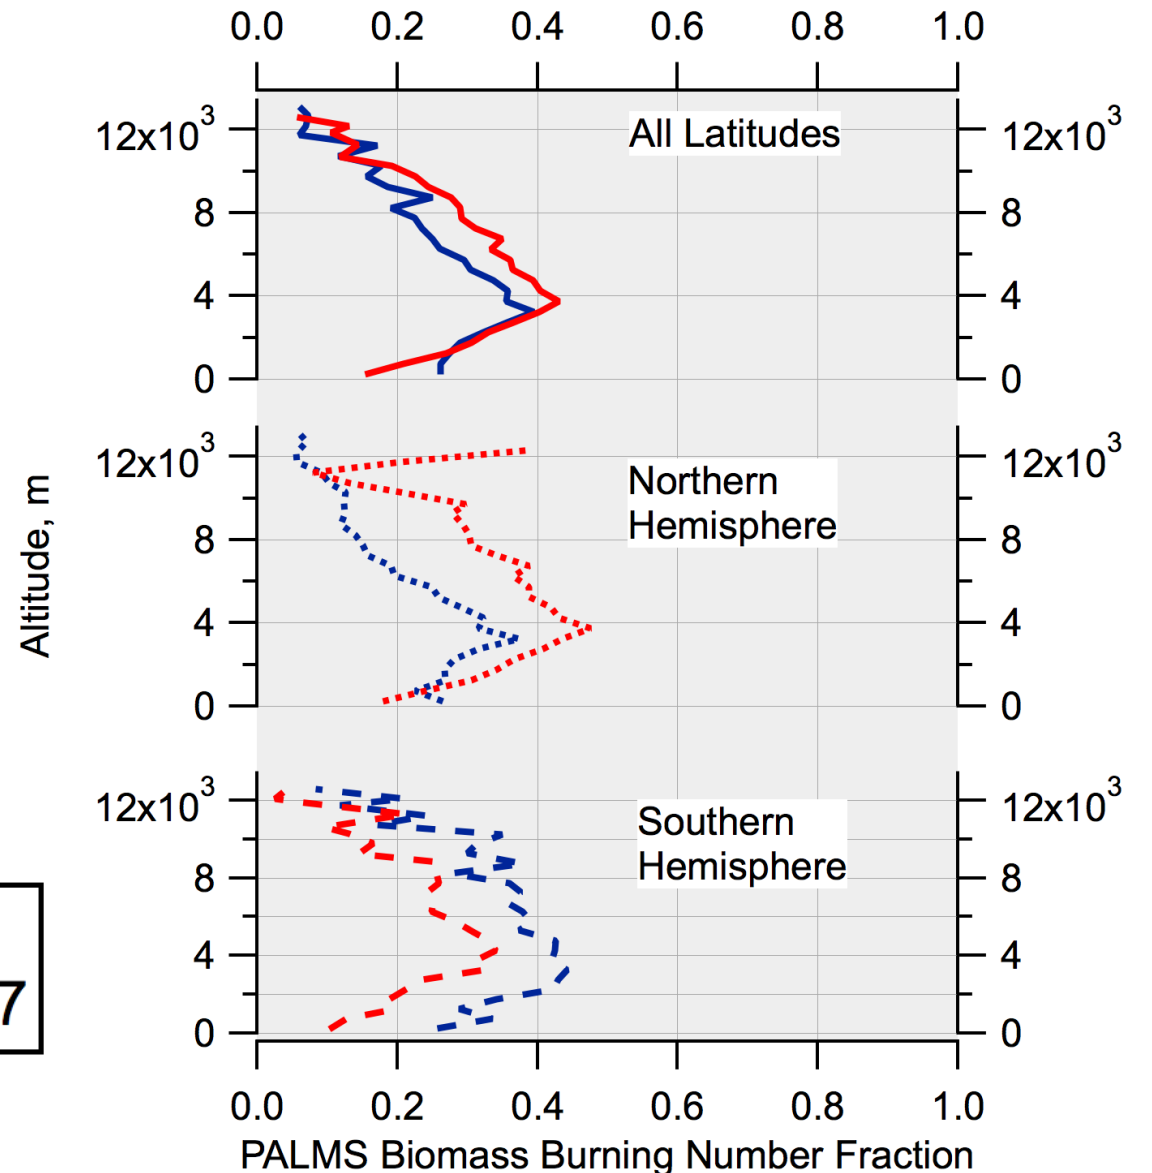 0.0 0.2 0.4 0.6 0.8 1.0
12x10³ All Latitudes 12x10³
8 8
4 4
0 0
12x10³ Northern 12x10³
Hemisphere
8 8
4 4
0 0
Altitude, m
12x10³ Southern 12x10³
Hemisphere
8 8
4 4
7
0 0
0.0 0.2 0.4 0.6 0.8 1.0
PALMS Biomass Burning Number Fraction